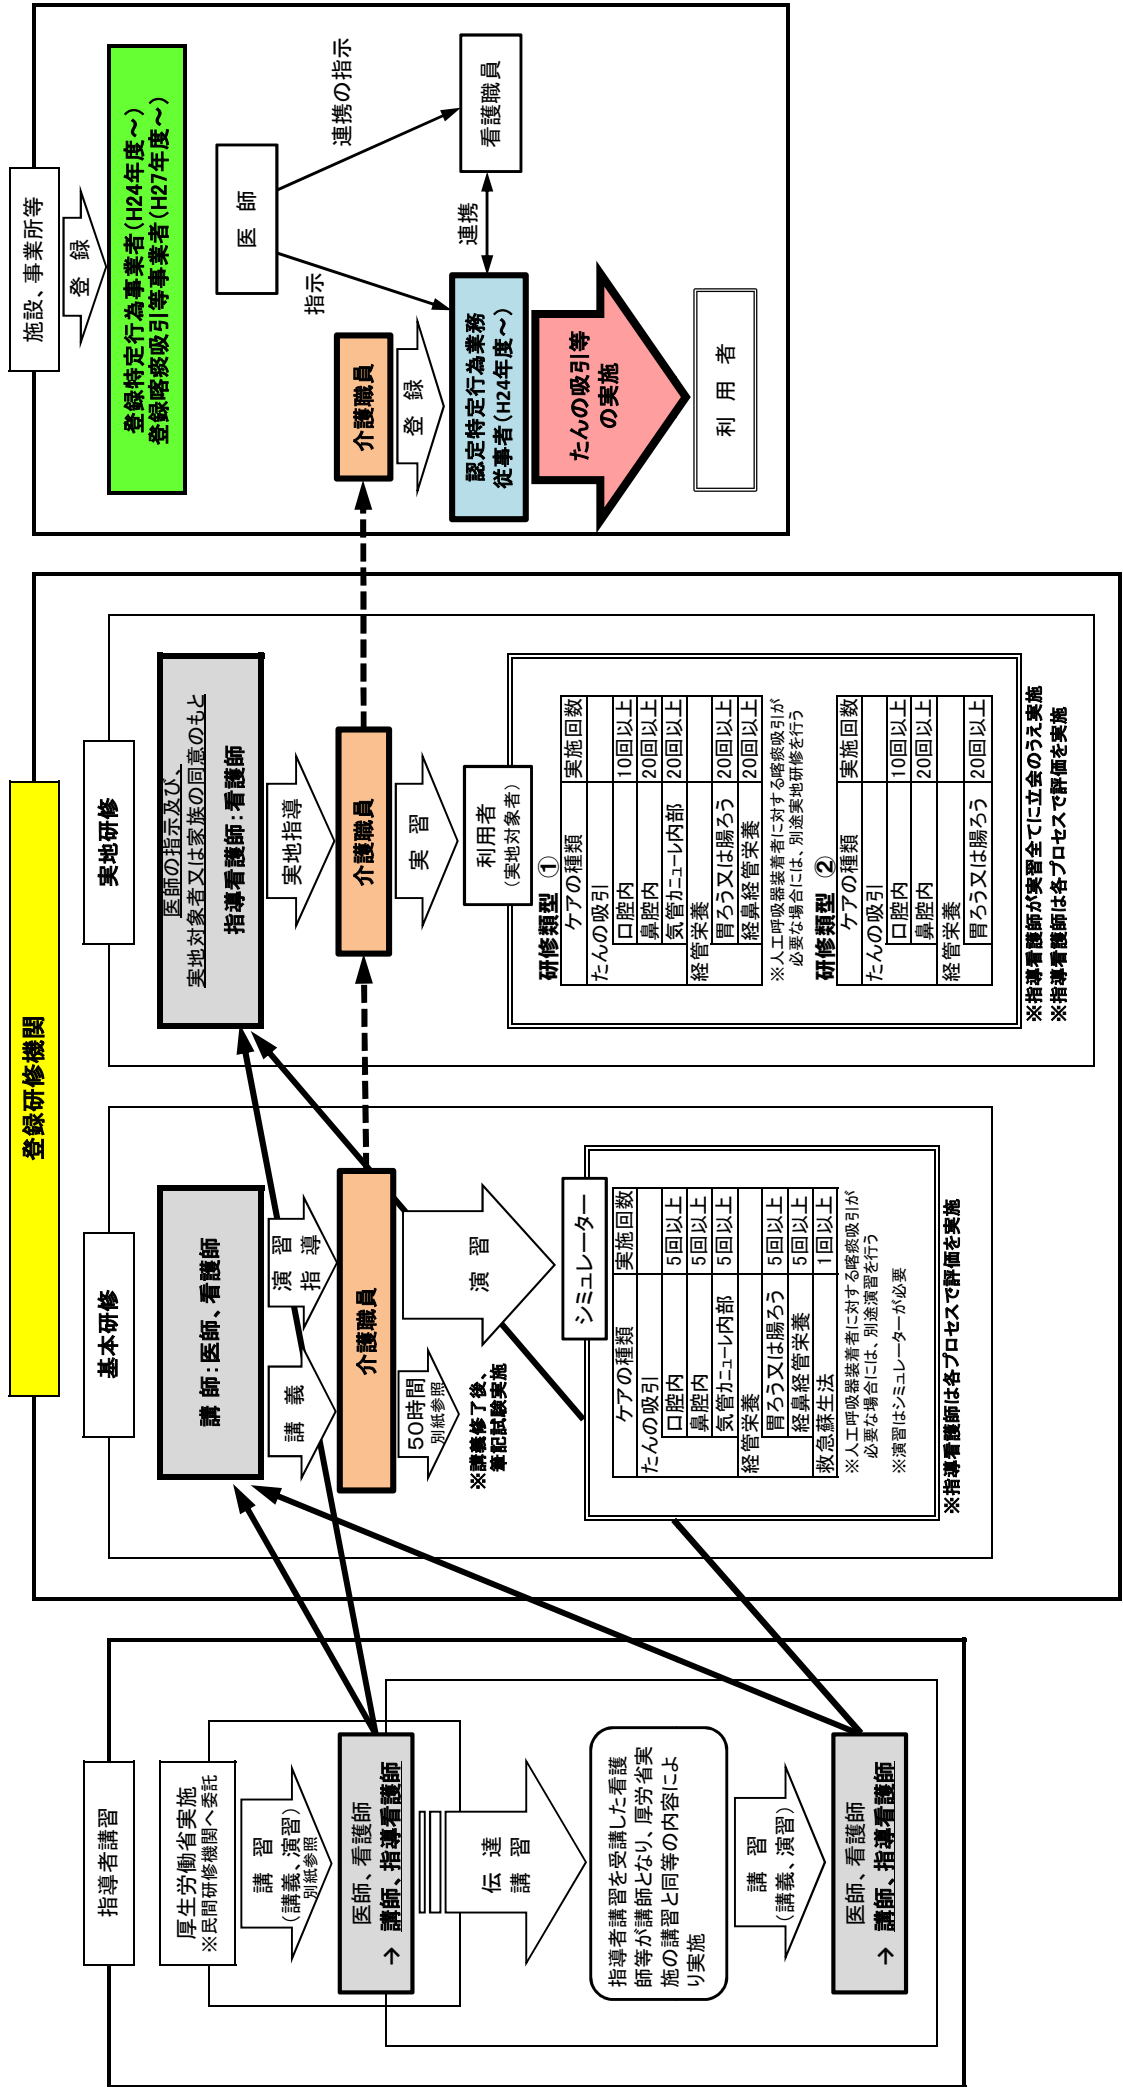 指導者講習
厚生労働省実施
※民間研修機関へ委託
講　習
（講義、演習）
別紙参照
医師、看護師
→ 講師、指導看護師
伝　達
講　習
指導者講習を受講した看護
師等が講師となり、厚労省実
施の講習と同等の内容によ
り実施
講　習
（講義、演習）
医師、看護師
→ 講師、指導看護師
登録研修機関
基本研修
講 師：医師、看護師
講　義
演　習
指　導
介護職員
50時間
別紙参照
※講義修了後、
筆記試験実施
演　習
シミュレーター
ケアの種類 実施回数
たんの吸引
口腔内 5回以上
鼻腔内 5回以上
気管ｶﾆｭｰﾚ内部 5回以上
経管栄養
胃ろう又は腸ろう 5回以上
経鼻経管栄養 5回以上
救急蘇生法 1回以上
※人工呼吸器装着者に対する喀痰吸引が
必要な場合には、別途演習を行う
※演習はシミュレーターが必要
※指導看護師は各プロセスで評価を実施
実地研修
医師の指示及び、
実地対象者又は家族の同意のもと
指導看護師：看護師
実地指導
介護職員
実　習
利用者
（実地対象者）
研修類型　①
ケアの種類 実施回数
たんの吸引
口腔内 10回以上
鼻腔内 20回以上
気管ｶﾆｭｰﾚ内部 20回以上
経管栄養
胃ろう又は腸ろう 20回以上
経鼻経管栄養 20回以上
※人工呼吸器装着者に対する喀痰吸引が
必要な場合には、別途実地研修を行う
研修類型　②
ケアの種類 実施回数
たんの吸引
口腔内 10回以上
鼻腔内 20回以上
経管栄養
胃ろう又は腸ろう 20回以上
※指導看護師が実習全てに立会のうえ実施
※指導看護師は各プロセスで評価を実施
施設、事業所等
登　録
登録特定行為事業者（H24年度～）
登録喀痰吸引等事業者（H27年度～）
医　師
指示
連携の指示
看護職員
連携
介護職員
登　録
認定特定行為業務
従事者（H24年度～）
たんの吸引等
の実施
利　用　者